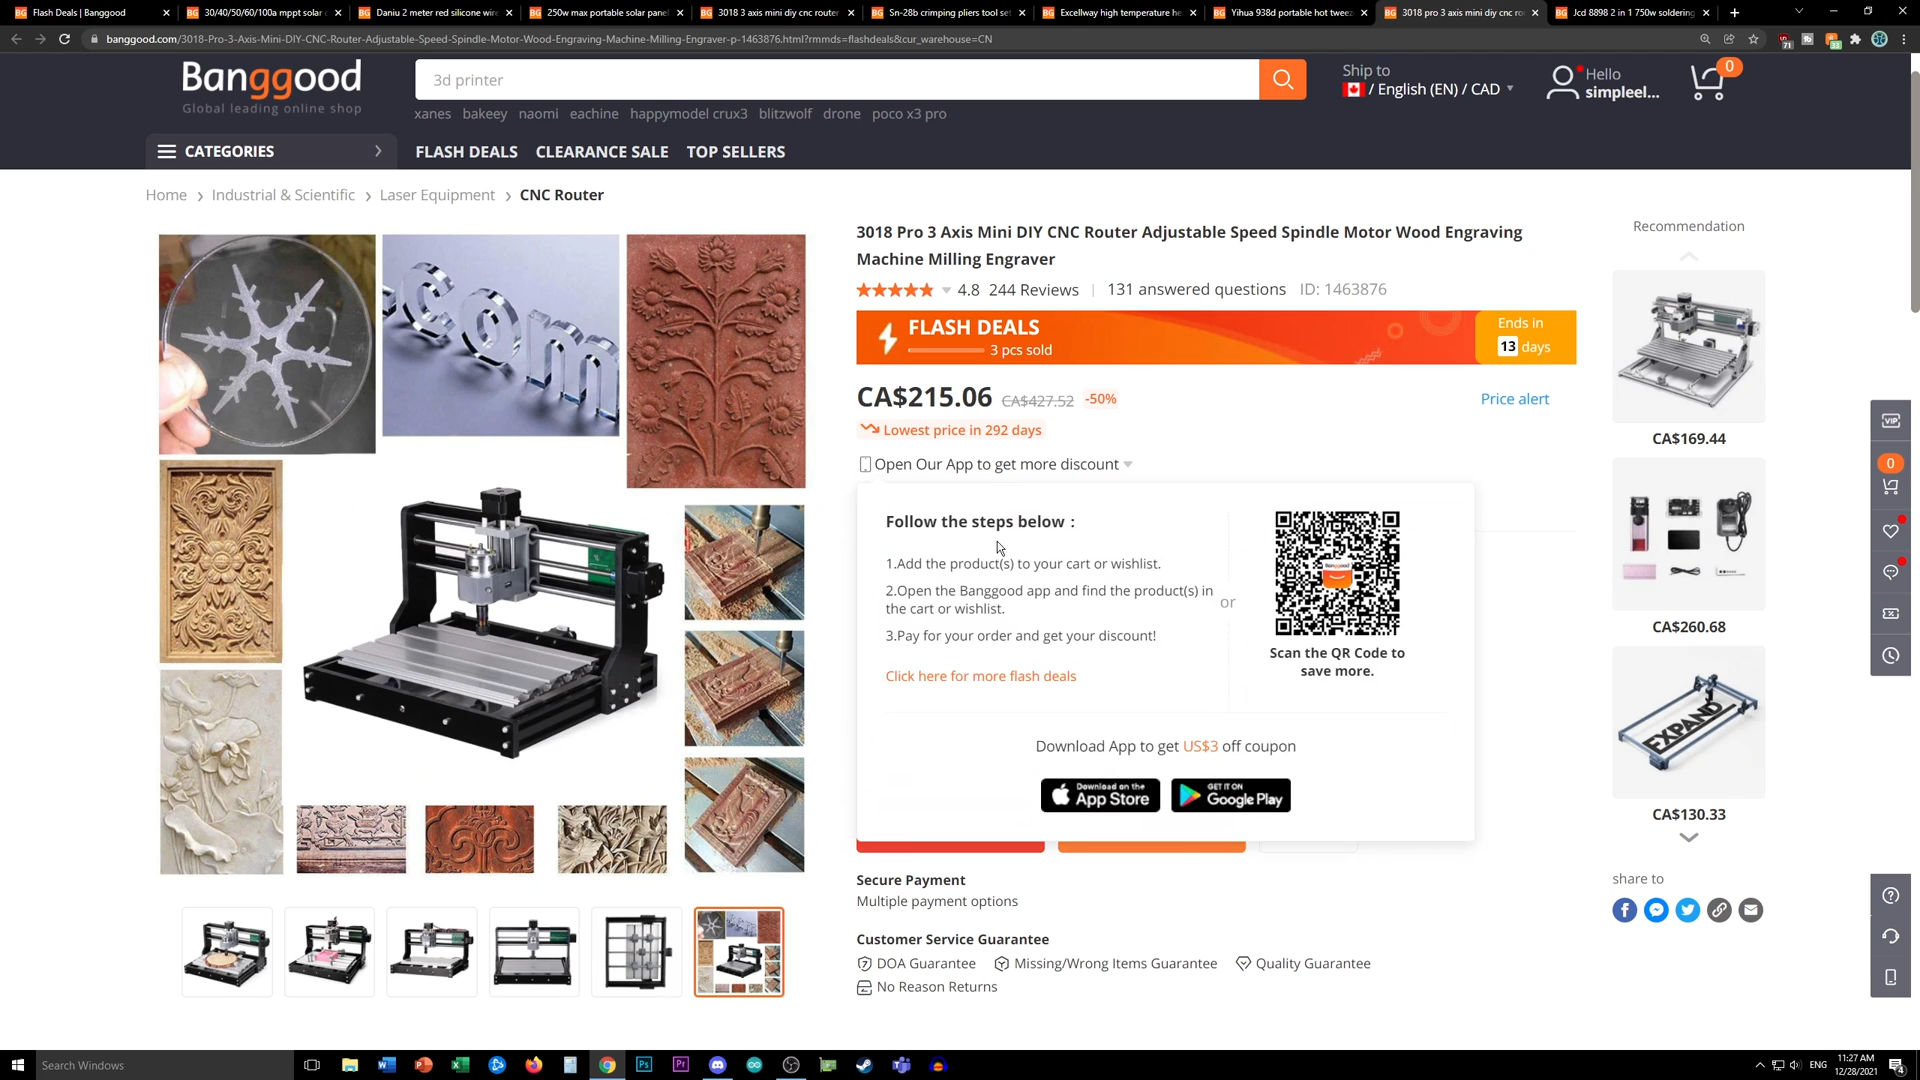 Flash Deals | Banggood
30/40/50/60/100a mppt solar c
Daniu 2 meter red silicone wire
250w max portable solar panel
3018 3 axis mini diy cnc router
Sn-28b crimping pliers tool set
Excellway high temperature he
Yihua 938d portable hot tweez
3018 pro 3 axis mini diy cnc ro
Jcd 8898 2 in 1 750w soldering
banggood.com/3018-Pro-3-Axis-Mini-DIY-CNC-Router-Adjustable-Speed-Spindle-Motor-Wood-Engraving-Machine-Milling-Engraver-p-1463876.html?rmmds=flashdeals&cur_warehouse=CN
71
33
Banggood
Global leading online shop
3d printer
Ship to
/ English (EN) / CAD
Hello
simpleel...
0
xanes bakeey naomi eachine happymodel crux3 blitzwolf drone poco x3 pro
CATEGORIES
FLASH DEALS CLEARANCE SALE TOP SELLERS
Home > Industrial & Scientific > Laser Equipment > CNC Router
3018 Pro 3 Axis Mini DIY CNC Router Adjustable Speed Spindle Motor Wood Engraving
Machine Milling Engraver
4.8 244 Reviews | 131 answered questions ID: 1463876
FLASH DEALS
3 pcs sold
Ends in
13 days
CA$215.06 CA$427.52 -50%
Price alert
Lowest price in 292 days
Open Our App to get more discount
Follow the steps below :
1.Add the product(s) to your cart or wishlist.
2.Open the Banggood app and find the product(s) in
the cart or wishlist.
3.Pay for your order and get your discount!
Click here for more flash deals
or
Banggood
Scan the QR Code to
save more.
Download App to get US$3 off coupon
Download on the
App Store
GET IT ON
Google Play
Secure Payment
Multiple payment options
Customer Service Guarantee
DOA Guarantee Missing/Wrong Items Guarantee Quality Guarantee
No Reason Returns
com
Recommendation
CA$169.44
CA$260.68
EXPAND
CA$130.33
share to
VIP
0
Search Windows
ENG
11:27 AM
12/28/2021
4